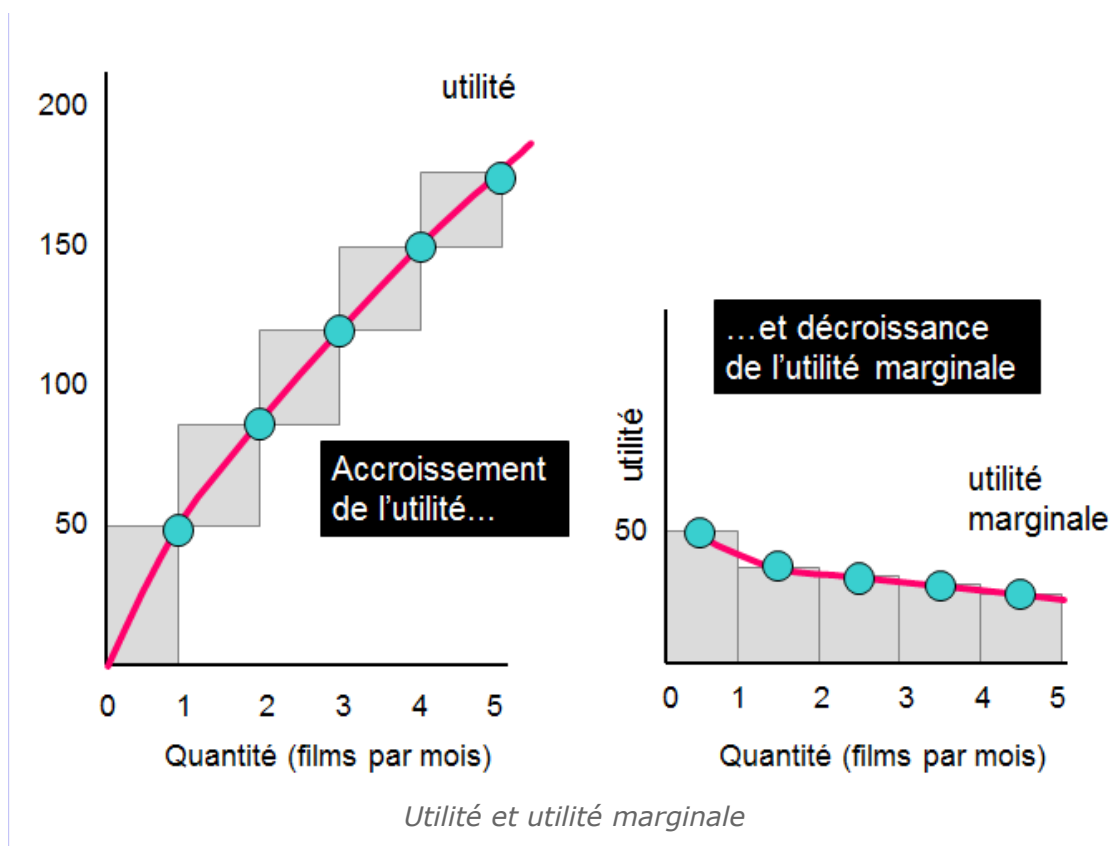 utilité
200
150
100
50
Accroissement
de l’utilité…
0 1 2 3 4 5
Quantité (films par mois)
…et décroissance
de l’utilité marginale
utilité
utilité
marginale
50
0 1 2 3 4 5
Quantité (films par mois)
Utilité et utilité marginale